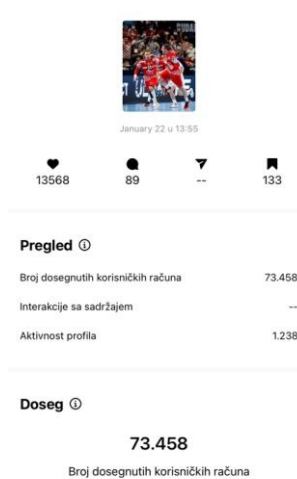 January 22 u 13:55
13568 89 -- 133
Pregled
Broj dosegnutih korisničkih računa 73.458
Interakcije sa sadržajem --
Aktivnost profila 1.238
Doseg
73.458
Broj dosegnutih korisničkih računa